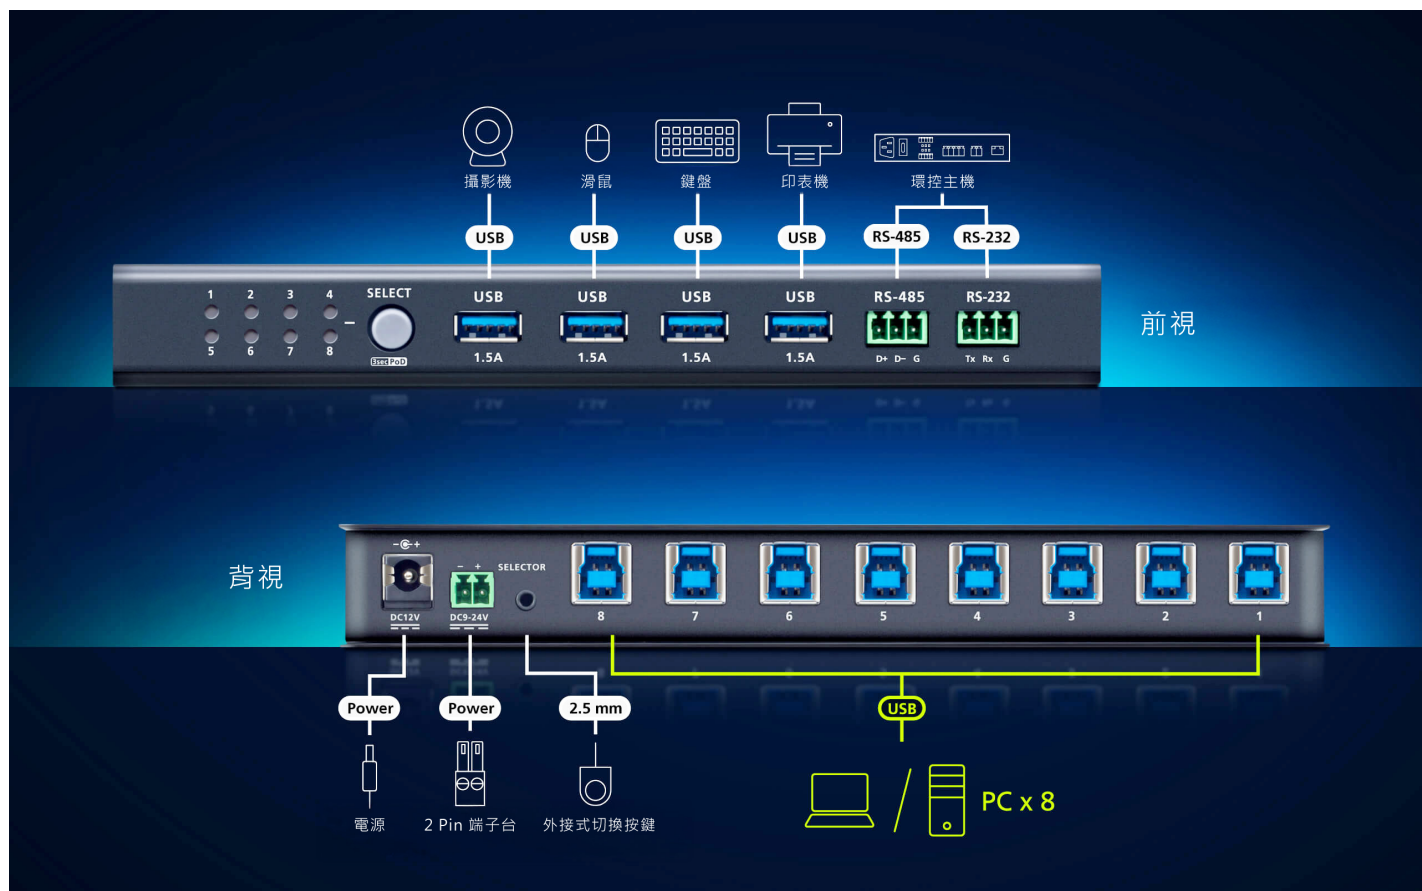 攝影機 滑鼠 鍵盤 印表機 環控主機
USB USB USB USB RS-485 RS-232
1 2 3 4 SELECT USB USB USB USB RS-485 RS-232
5 6 7 8 3sec PoD 1.5A 1.5A 1.5A 1.5A D+ D− G Tx Rx G
前視
背視
− + − + SELECTOR
DC12V DC9-24V 8 7 6 5 4 3 2 1
Power Power 2.5 mm USB
PC x 8
電源 2 Pin 端子台 外接式切換按鍵